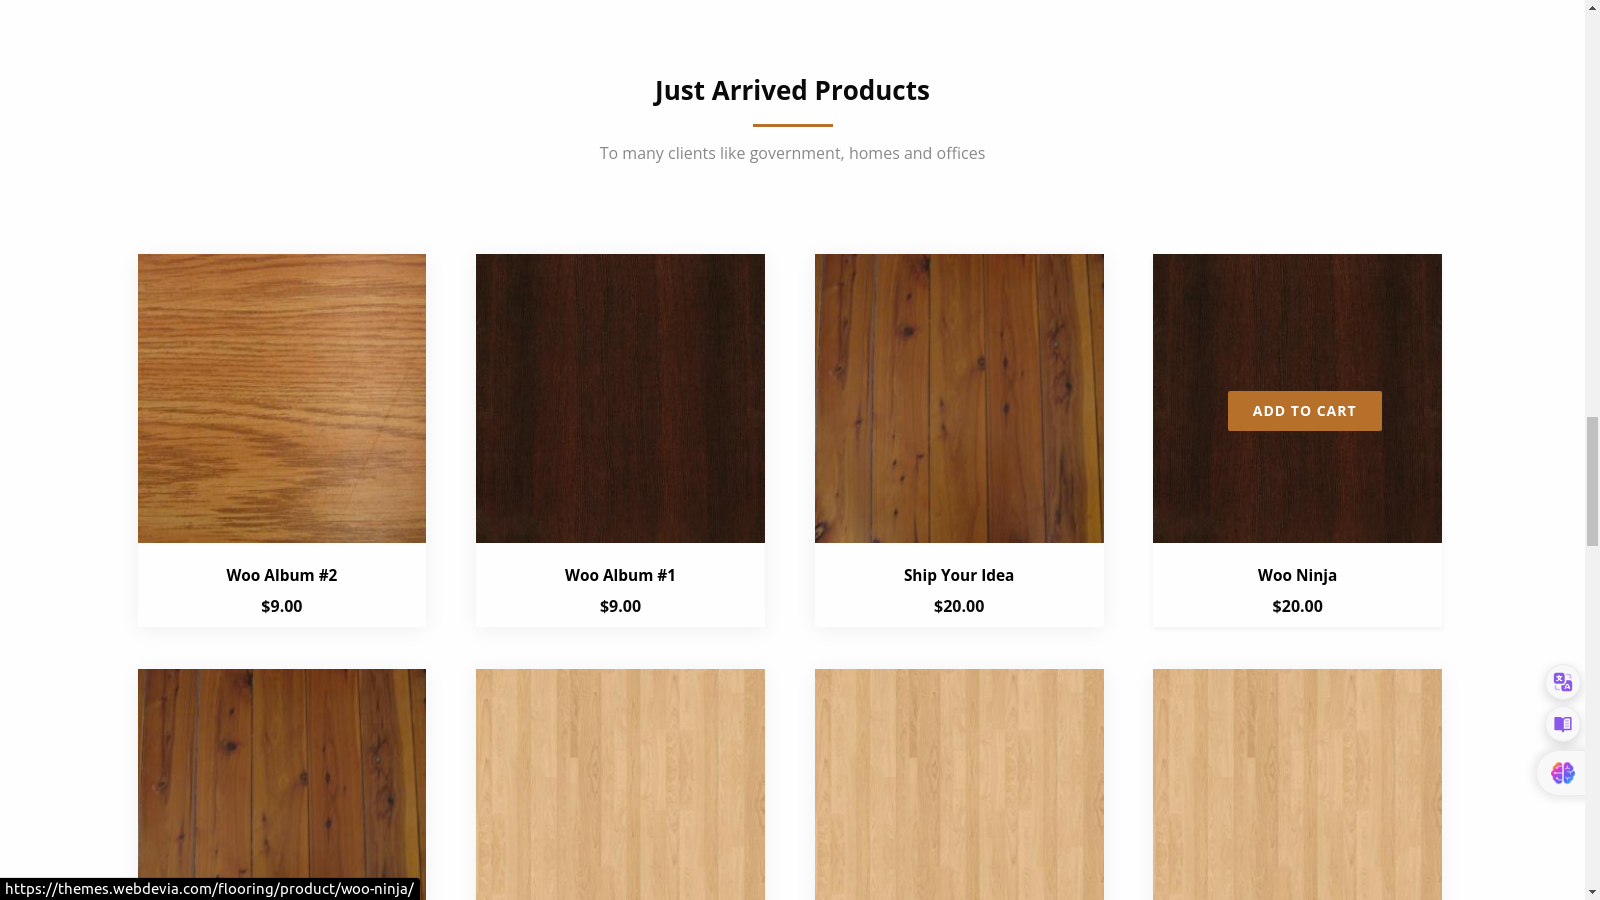 Just Arrived Products
To many clients like government, homes and offices
ADD TO CART
Woo Album #2
$9.00
Woo Album #1
$9.00
Ship Your Idea
$20.00
Woo Ninja
$20.00
https://themes.webdevia.com/flooring/product/woo-ninja/